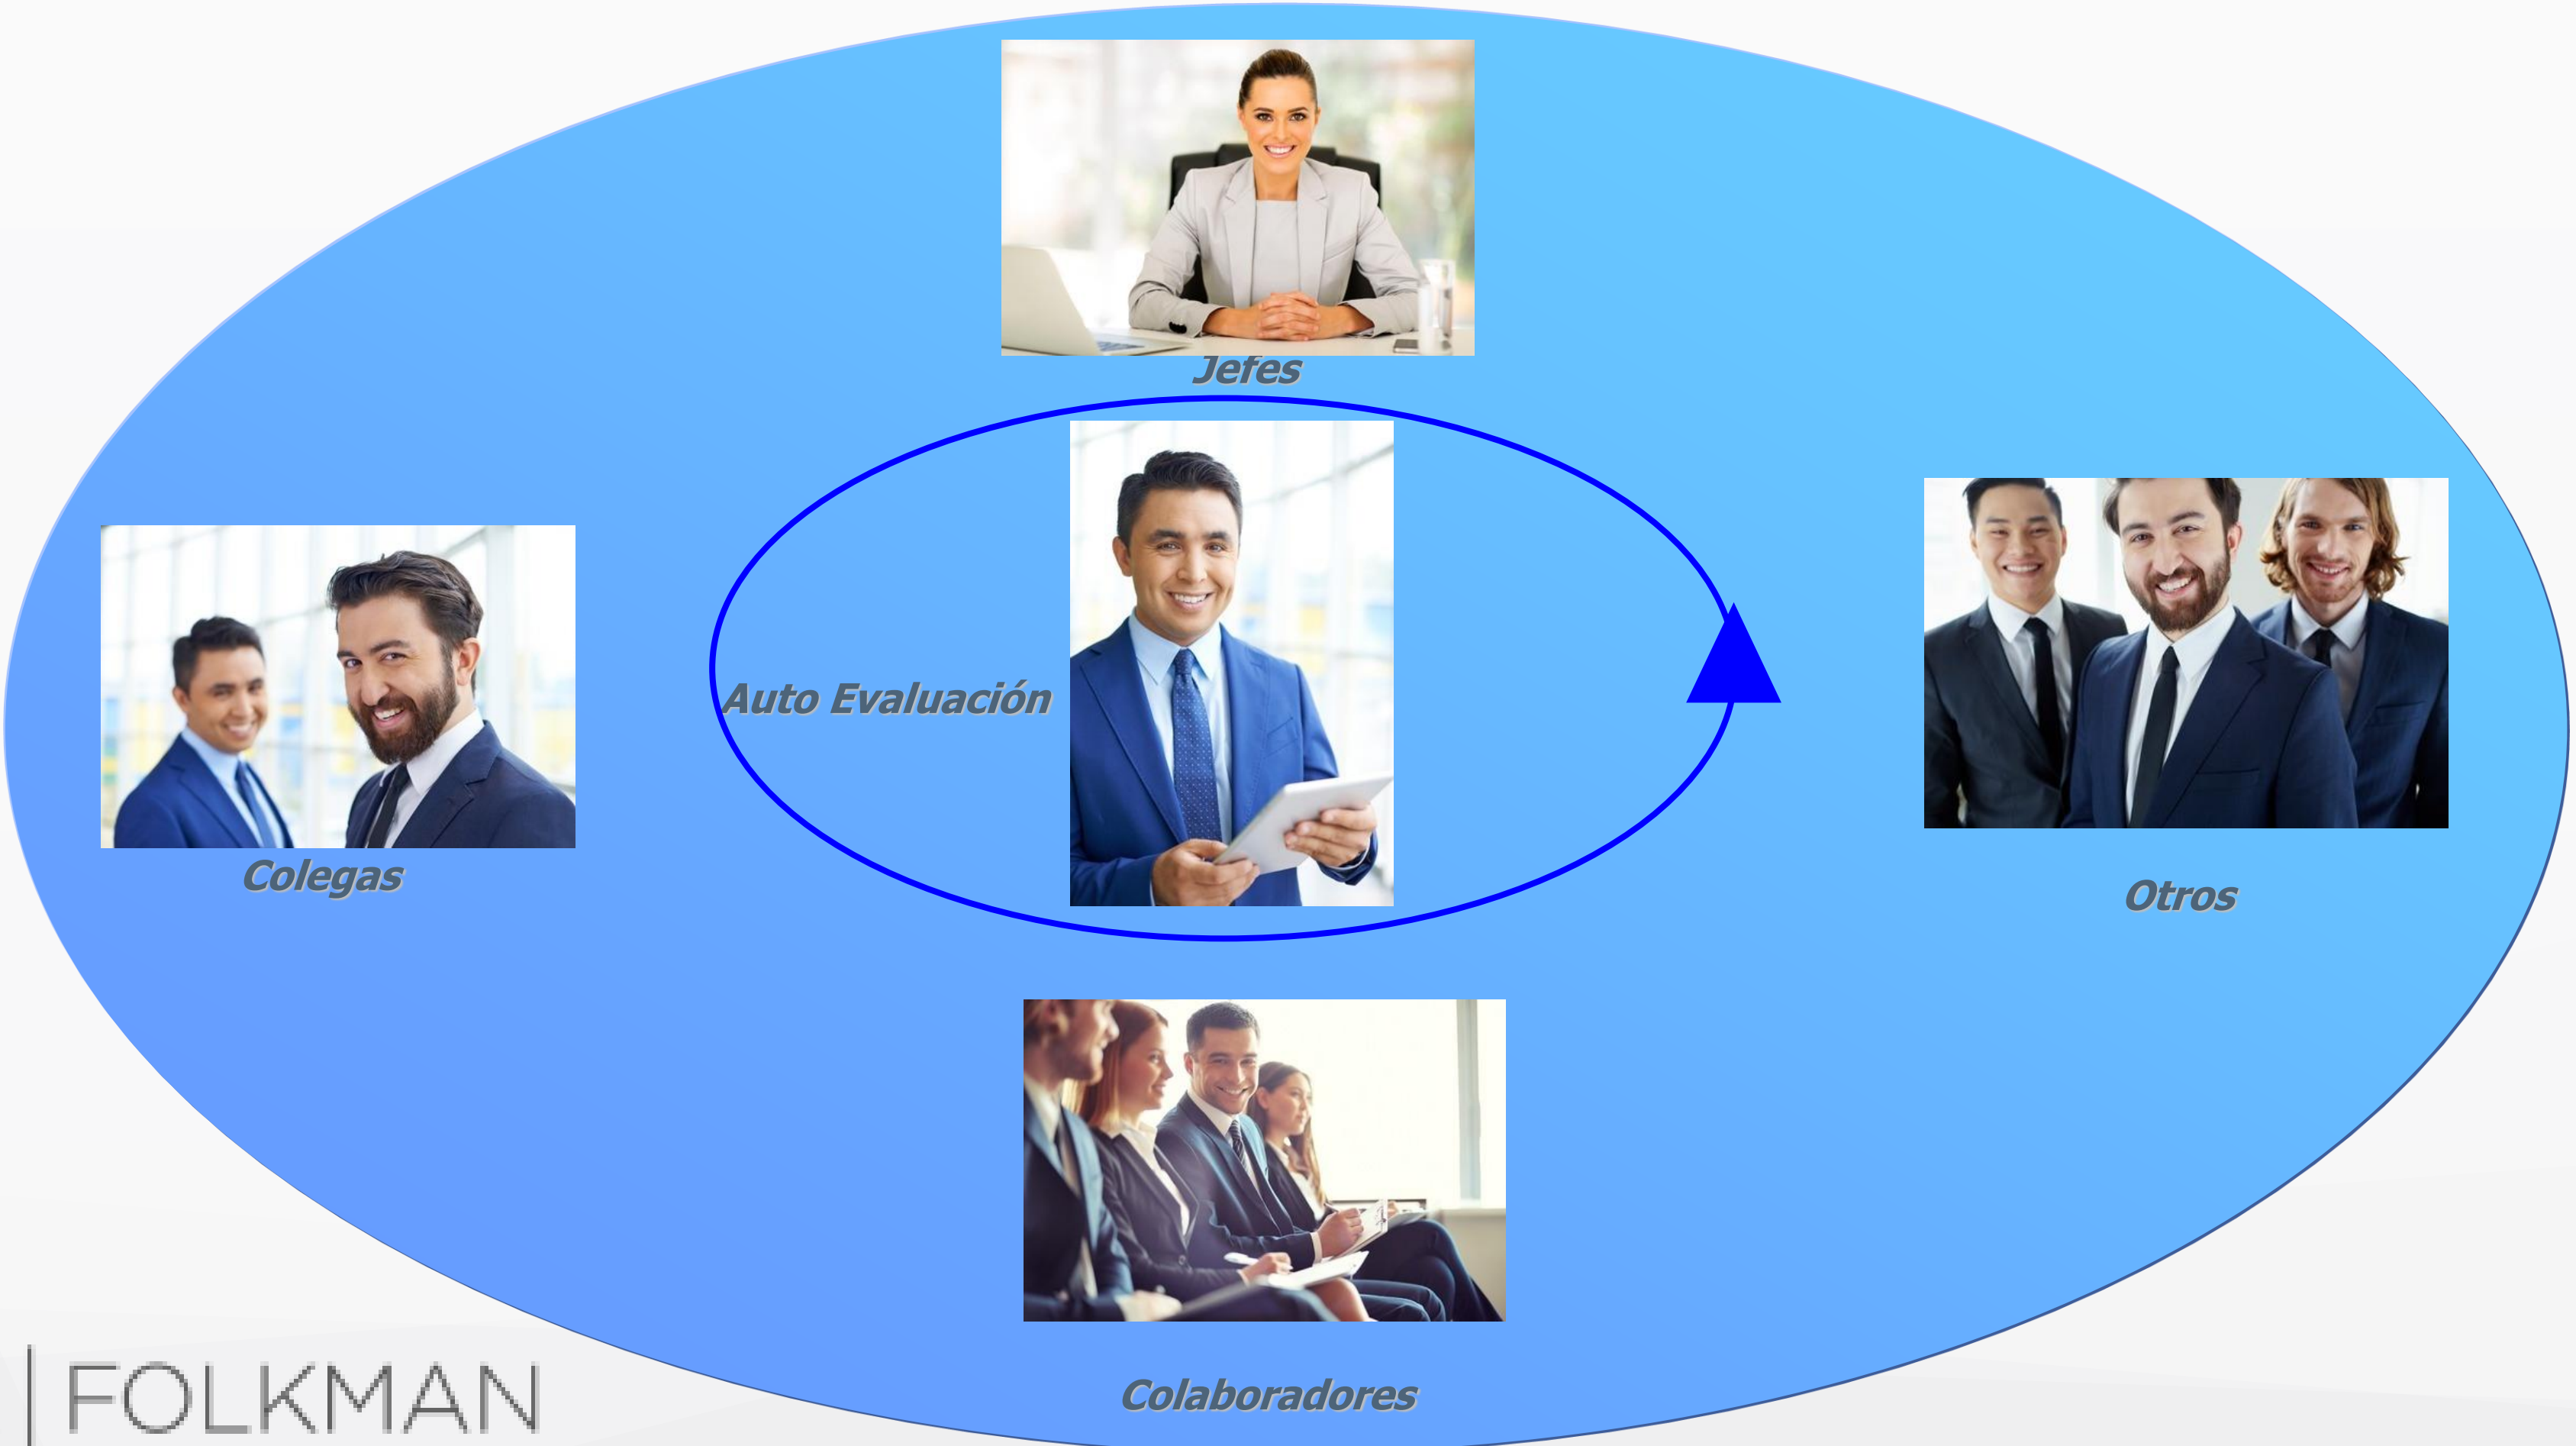 Jefes
Auto Evaluación
Colegas
Otros
Colaboradores
FOLKMAN